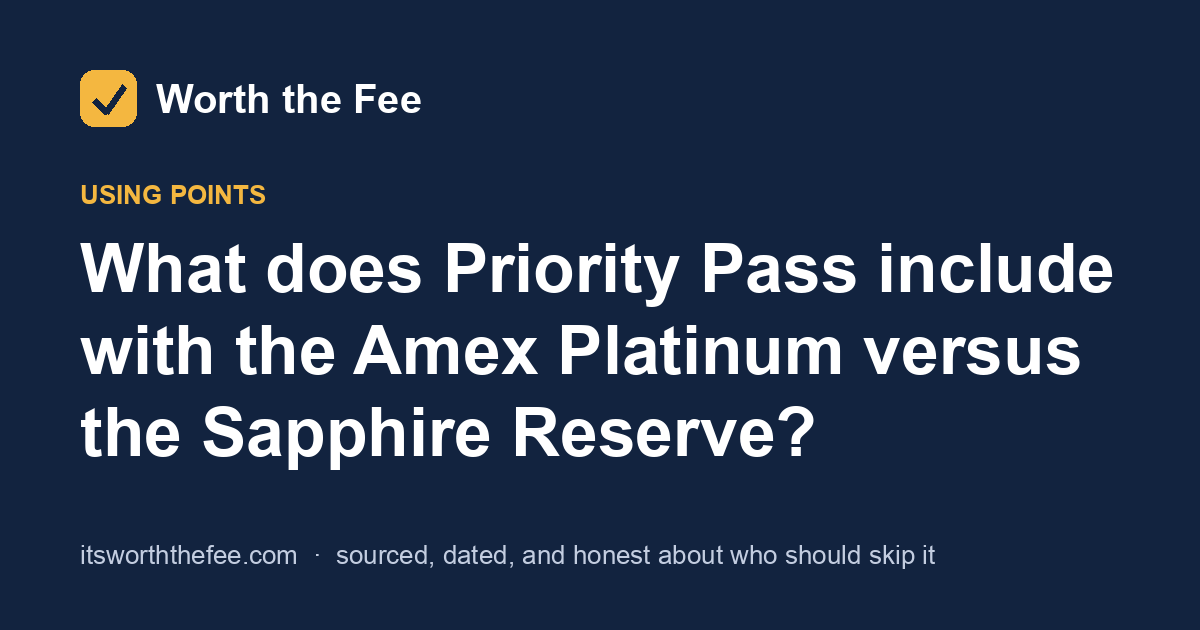 Worth the Fee
USING POINTS
What does Priority Pass include
with the Amex Platinum versus
the Sapphire Reserve?
itsworththefee.com · sourced, dated, and honest about who should skip it